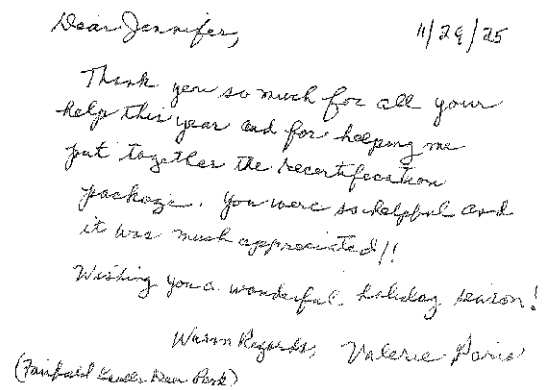 Dear Jennifer, 11/29/25
Thank you so much for all your
help this year and for helping me
put together the recertification
package. You were so helpful and
it was much appreciated!!
Wishing you a wonderful holiday season!
Warm Regards, Valerie
(Fairfield